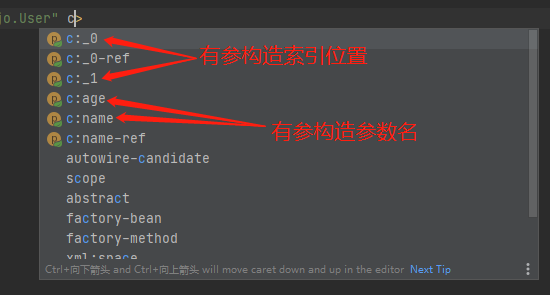 jo.User" c>
c:_0
有参构造索引位置
c:_0-ref
c:_1
c:age
c:name
有参构造参数名
c:name-ref
autowire-candidate
scope
abstract
factory-bean
factory-method
xml:space
Ctrl+向下箭头 and Ctrl+向上箭头 will move caret down and up in the editor Next Tip